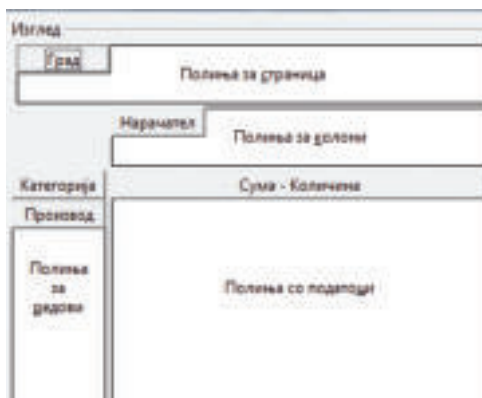 Изглед
Град
Полиња за страница
Нарачател
Полиња за колони
Категорија
Сума - Количина
Производ
Полиња
за
редови
Полиња со податоци